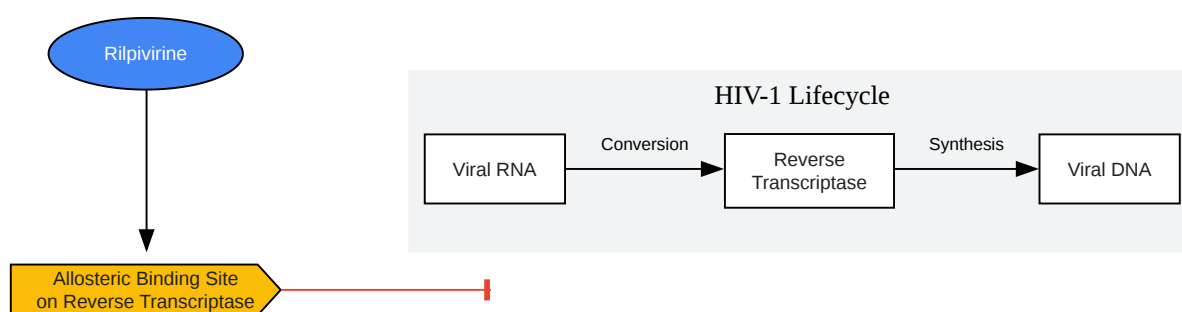 Rilpivirine
HIV-1 Lifecycle
Viral RNA
Conversion
Reverse
Transcriptase
Synthesis
Viral DNA
Allosteric Binding Site
on Reverse Transcriptase